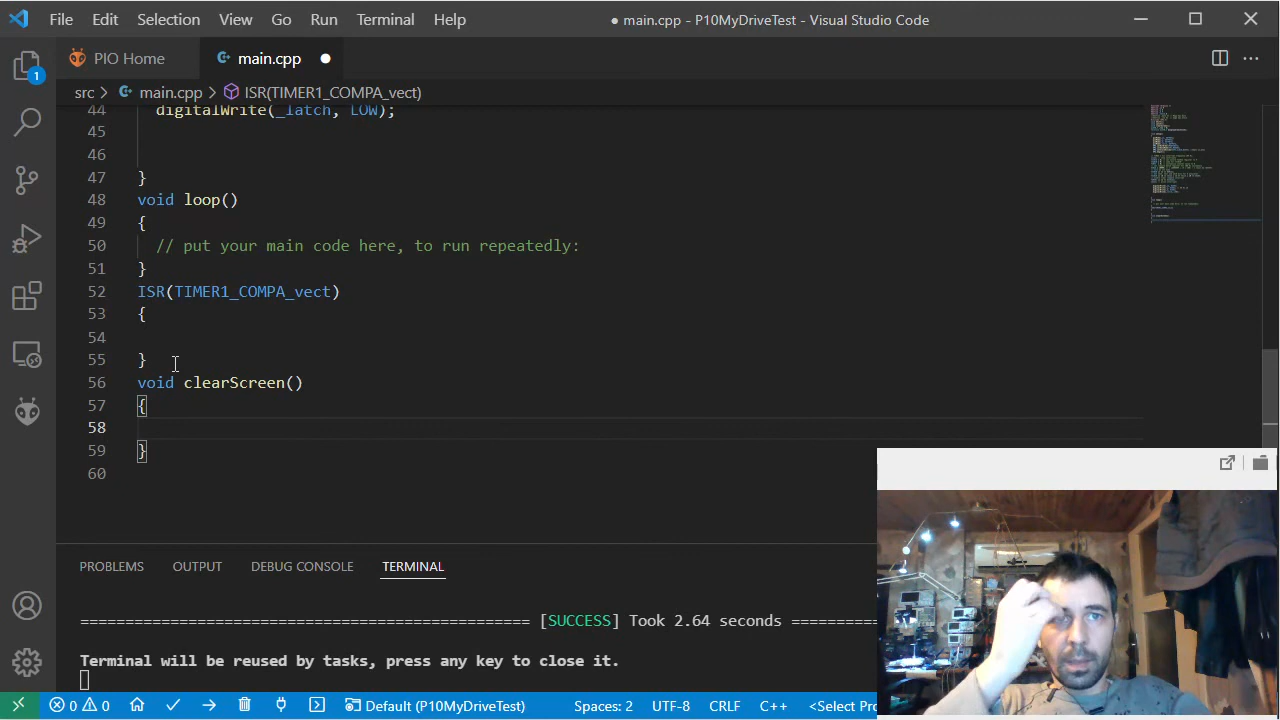 File Edit Selection View Go Run Terminal Help ● main.cpp - P10MyDriveTest - Visual Studio Code
PIO Home main.cpp ●
src > main.cpp > ISR(TIMER1_COMPA_vect)
44 digitalWrite(_latch, LOW);
45
46
47 }
48 void loop()
49 {
50 // put your main code here, to run repeatedly:
51 }
52 ISR(TIMER1_COMPA_vect)
53 {
54
55 }
56 void clearScreen()
57 {
58
59 }
60
1
PROBLEMS OUTPUT DEBUG CONSOLE TERMINAL
============================================== [SUCCESS] Took 2.64 seconds ==========
Terminal will be reused by tasks, press any key to close it.
0 0 Default (P10MyDriveTest) Spaces: 2 UTF-8 CRLF C++